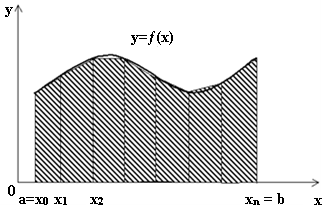 y
y=f(x)
0
a=x₀ x₁ x₂ xₙ = b x